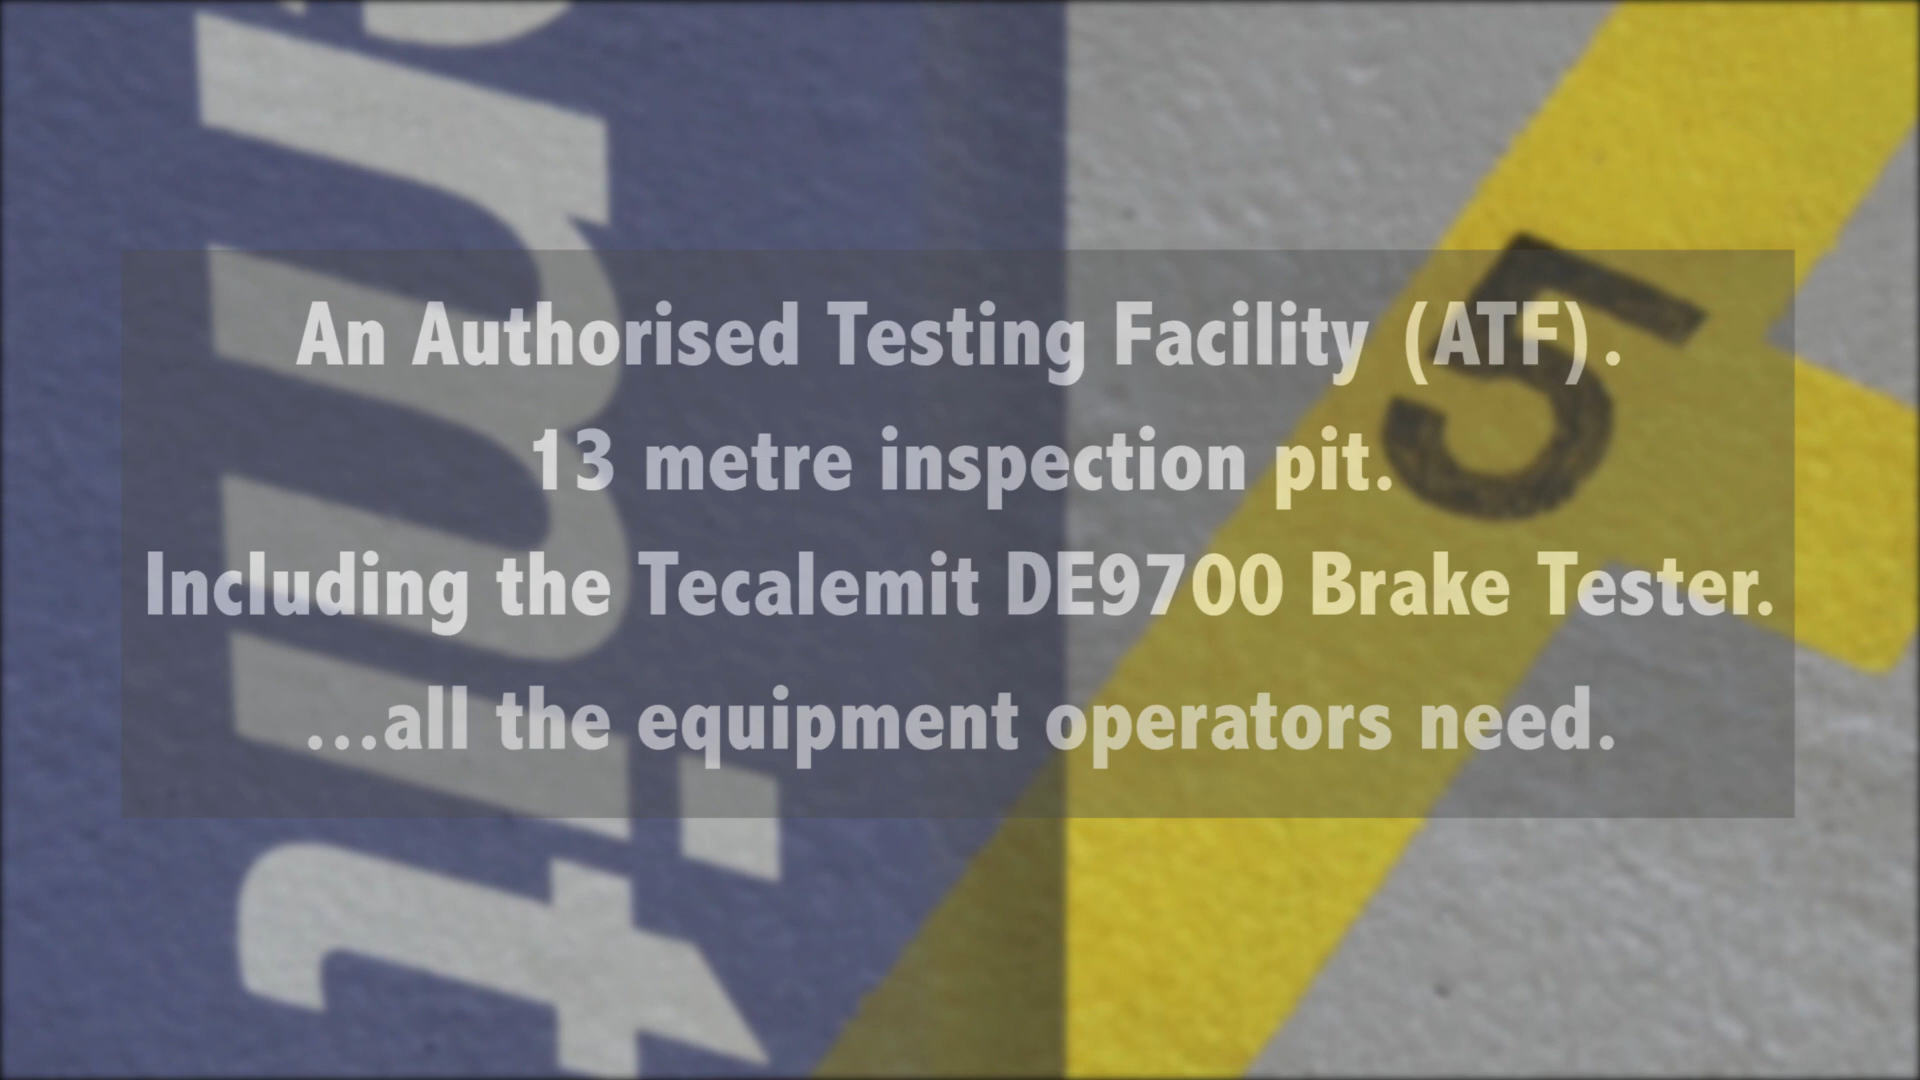 An Authorised Testing Facility (ATF).
13 metre inspection pit.
Including the Tecalemit DE9700 Brake Tester.
...all the equipment operators need.
5